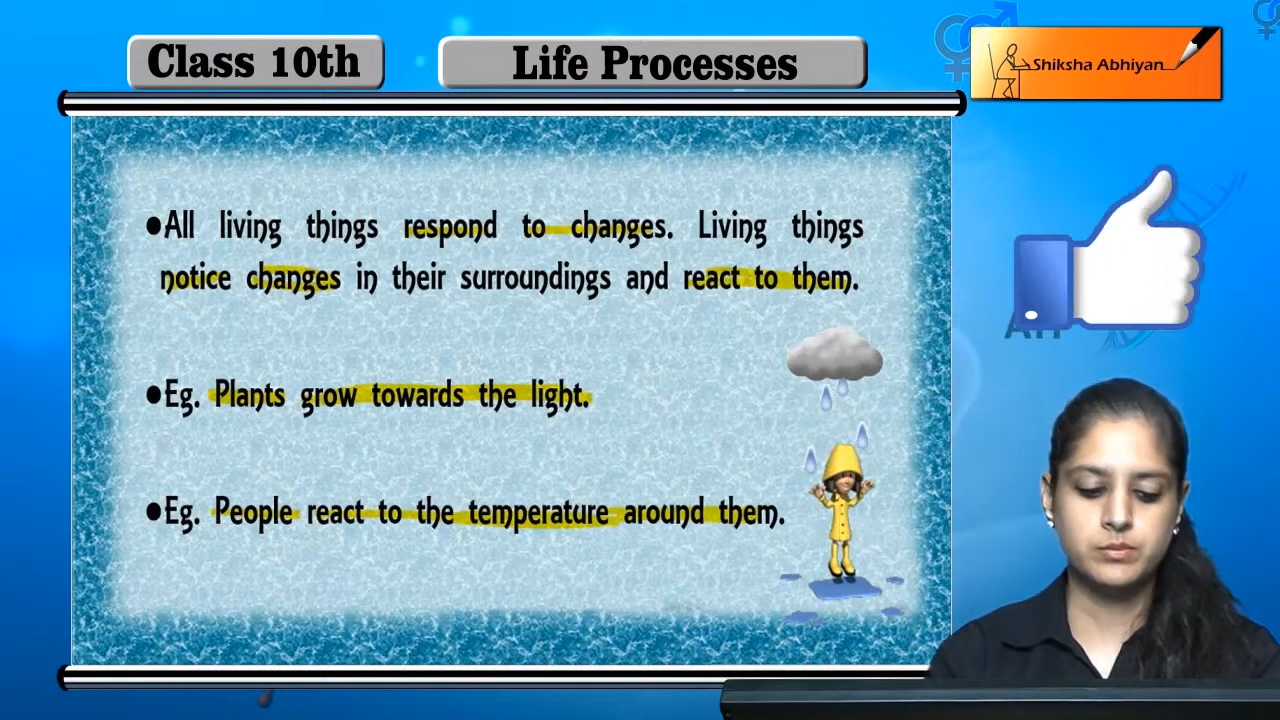 Class 10th
Life Processes
Shiksha Abhiyan
•All living things respond to changes. Living things
notice changes in their surroundings and react to them.
•Eg. Plants grow towards the light.
•Eg. People react to the temperature around them.